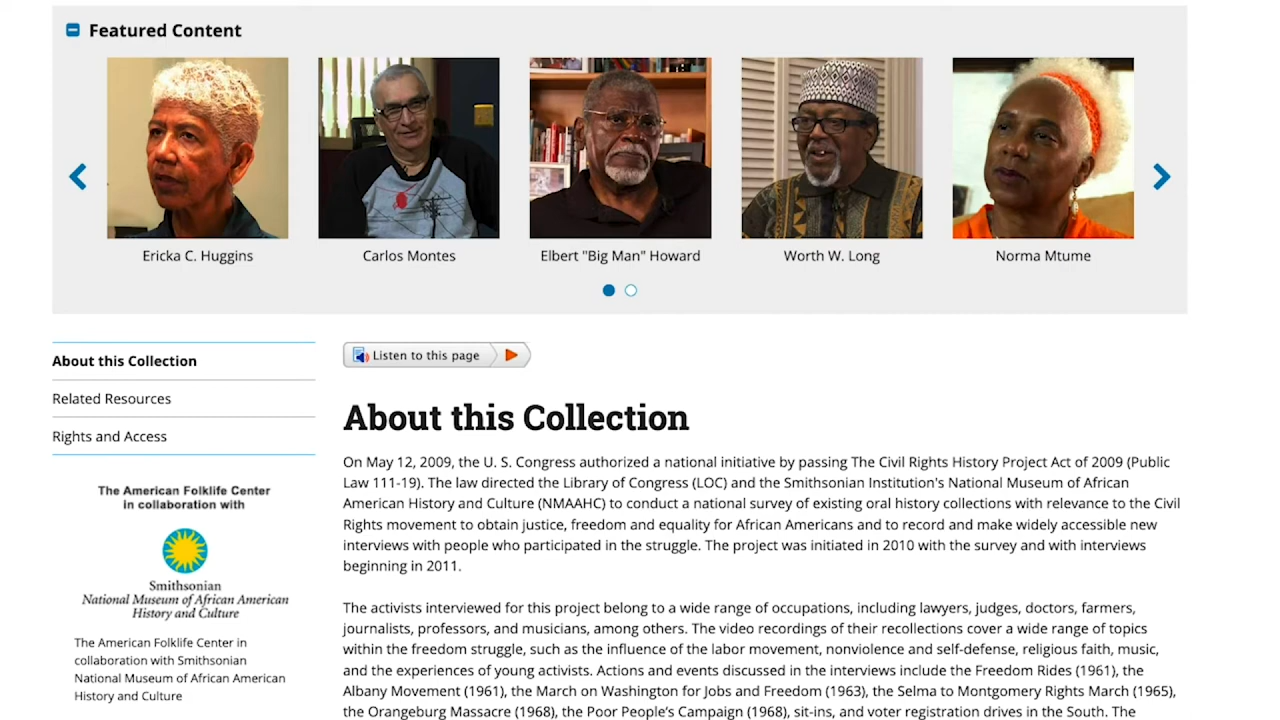 Featured Content
Ericka C. Huggins
Carlos Montes
Elbert "Big Man" Howard
Worth W. Long
Norma Mtume
About this Collection
Related Resources
Rights and Access
The American Folklife Center
in collaboration with
Smithsonian
National Museum of African American
History and Culture
The American Folklife Center in
collaboration with Smithsonian
National Museum of African American
History and Culture
Listen to this page
About this Collection
On May 12, 2009, the U. S. Congress authorized a national initiative by passing The Civil Rights History Project Act of 2009 (Public
Law 111-19). The law directed the Library of Congress (LOC) and the Smithsonian Institution's National Museum of African
American History and Culture (NMAAHC) to conduct a national survey of existing oral history collections with relevance to the Civil
Rights movement to obtain justice, freedom and equality for African Americans and to record and make widely accessible new
interviews with people who participated in the struggle. The project was initiated in 2010 with the survey and with interviews
beginning in 2011.
The activists interviewed for this project belong to a wide range of occupations, including lawyers, judges, doctors, farmers,
journalists, professors, and musicians, among others. The video recordings of their recollections cover a wide range of topics
within the freedom struggle, such as the influence of the labor movement, nonviolence and self-defense, religious faith, music,
and the experiences of young activists. Actions and events discussed in the interviews include the Freedom Rides (1961), the
Albany Movement (1961), the March on Washington for Jobs and Freedom (1963), the Selma to Montgomery Rights March (1965),
the Orangeburg Massacre (1968), the Poor People's Campaign (1968), sit-ins, and voter registration drives in the South. The